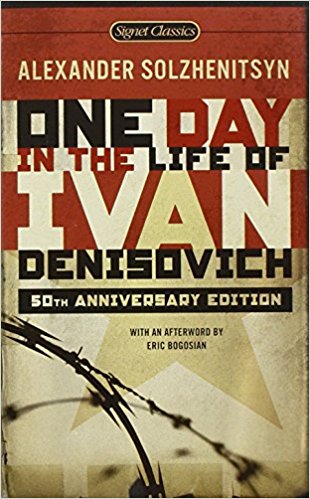 Signet Classics
ALEXANDER SOLZHENITSYN
ONE DAY
IN THE LIFE OF
IVAN
DENISOVICH
50TH ANNIVERSARY EDITION
WITH AN AFTERWORD BY
ERIC BOGOSIAN